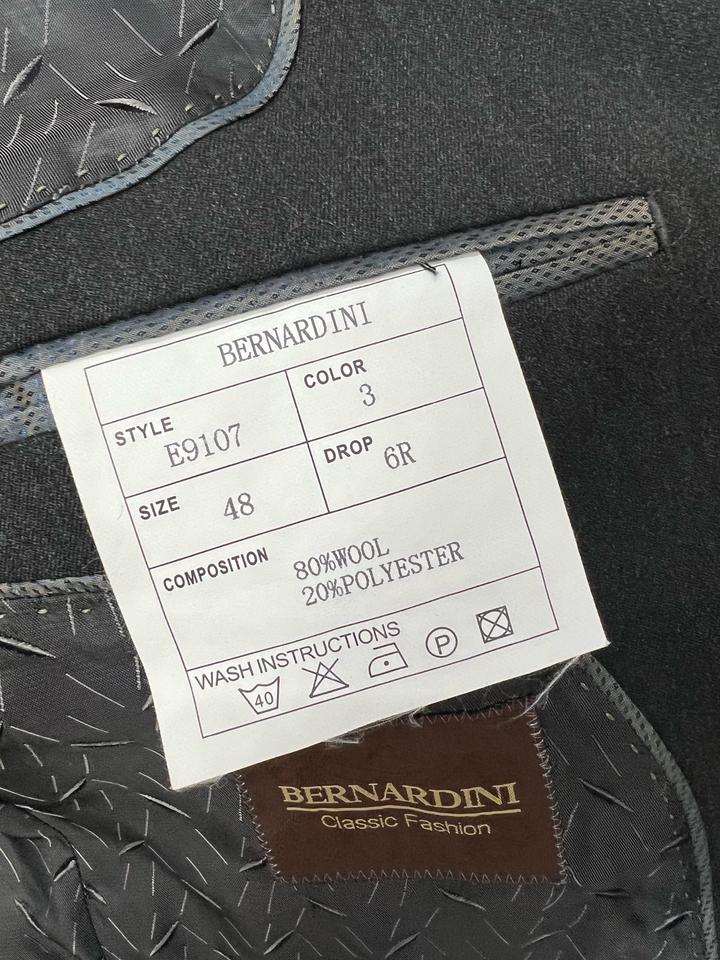 BERNARDINI
STYLE E9107
COLOR 3
SIZE 48
DROP 6R
COMPOSITION 80%WOOL
20%POLYESTER
WASH INSTRUCTIONS
40
P
BERNARDINI
Classic Fashion